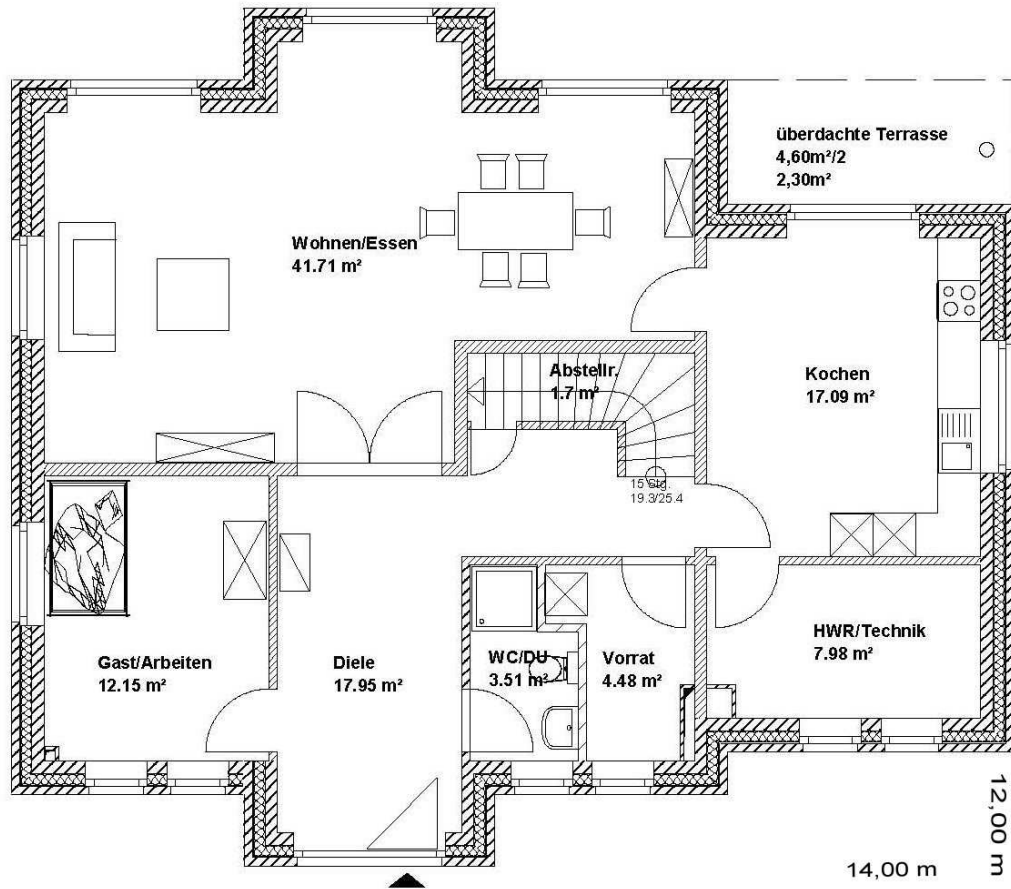 überdachte Terrasse
4,60m²/2
2,30m²
Wohnen/Essen
41.71 m²
Abstellr.
1.7 m²
Kochen
17.09 m²
15 Stg.
19.3/25.4
Gast/Arbeiten
12.15 m²
Diele
17.95 m²
WC/DU
3.51 m²
Vorrat
4.48 m²
HWR/Technik
7.98 m²
12,00 m
14,00 m